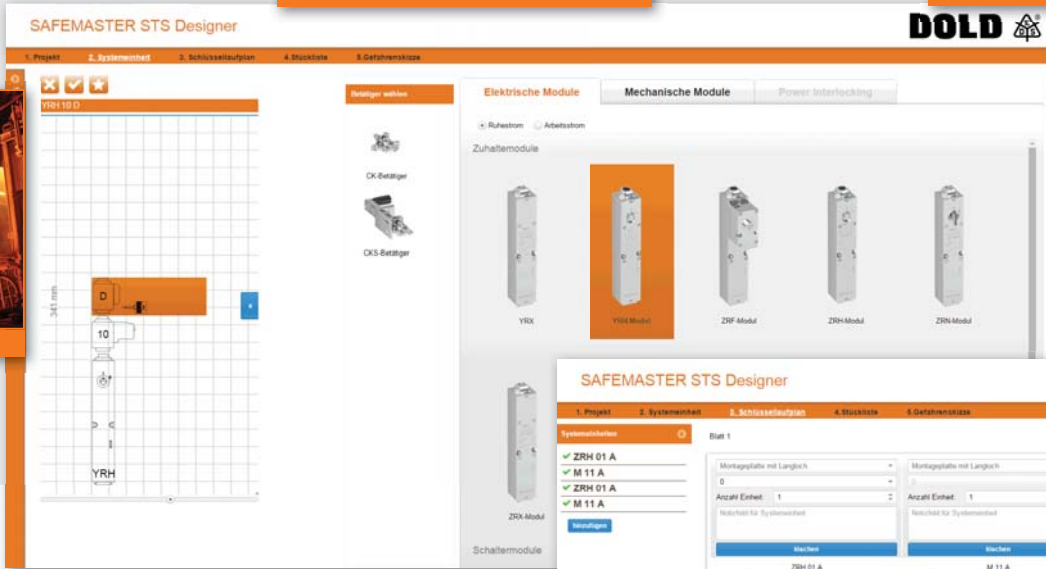 SAFEMASTER STS Designer
DOLD
1. Projekt 2. Systemeinheit 3. Schlüssellaufplan 4.Stückliste 5.Gefahrenskizze
YRH 10 D
341 mm
D
10
YRH
Betätiger wählen
CK-Betätiger
CKS-Betätiger
Elektrische Module Mechanische Module Power Interlocking
Ruhestrom Arbeitsstrom
Zuhaltemodule
YRX YRH-Modul ZRF-Modul ZRH-Modul ZRN-Modul
ZRX-Modul
Schaltermodule
SAFEMASTER STS Designer
1. Projekt 2. Systemeinheit 3. Schlüssellaufplan 4.Stückliste 5.Gefahrenskizze
Systemeinheiten
ZRH 01 A
M 11 A
ZRH 01 A
M 11 A
hinzufügen
Blatt 1
Montageplatte mit Langloch Montageplatte mit Langloch
0 0
Anzahl Einheit 1 Anzahl Einheit 1
Notizfeld für Systemeinheit Notizfeld für Systemeinheit
löschen löschen
ZRH 01 A M 11 A